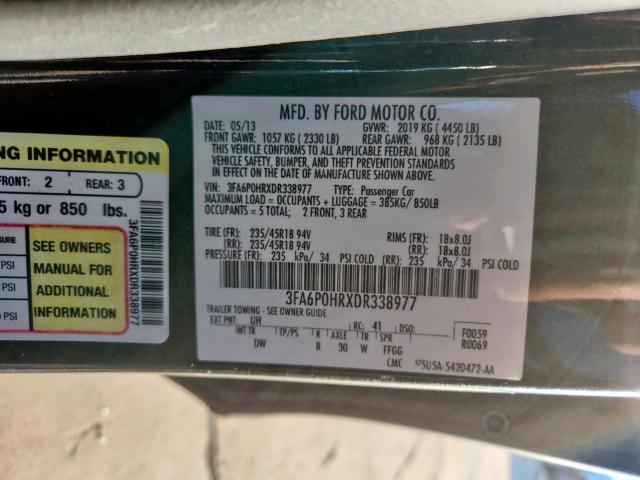 NG INFORMATION
FRONT: 2 REAR: 3
5 kg or 850 lbs.
SURE
PSI
PSI
PSI
SEE OWNERS
MANUAL FOR
ADDITIONAL
INFORMATION
3FA6P0HRXDR338977
MFD. BY FORD MOTOR CO.
DATE: 05/13 GVWR: 2019 KG ( 4450 LB)
FRONT GAWR: 1057 KG ( 2330 LB) REAR GAWR: 968 KG ( 2135 LB)
THIS VEHICLE CONFORMS TO ALL APPLICABLE FEDERAL MOTOR
VEHICLE SAFETY, BUMPER, AND THEFT PREVENTION STANDARDS
IN EFFECT ON THE DATE OF MANUFACTURE SHOWN ABOVE.
VIN: 3FA6P0HRXDR338977 TYPE: Passenger Car
MAXIMUM LOAD = OCCUPANTS + LUGGAGE = 385KG/ 850LB
OCCUPANTS = 5 TOTAL: 2 FRONT, 3 REAR
TIRE (FR): 235/45R18 94V RIMS (FR): 18x8.0J
(RR): 235/45R18 94V (RR): 18x8.0J
PRESSURE (FR): 235 kPa/ 34 PSI COLD (RR): 235 kPa/ 34 PSI COLD
3FA6P0HRXDR338977
TRAILER TOWING - SEE OWNER GUIDE
EXT PNT: UH RC: 41 DSO: F0059
INT TR TP/PS R AXLE TR SPR R0069
DW B 30 W FFGG
CMC 5U5A-5420472-AA